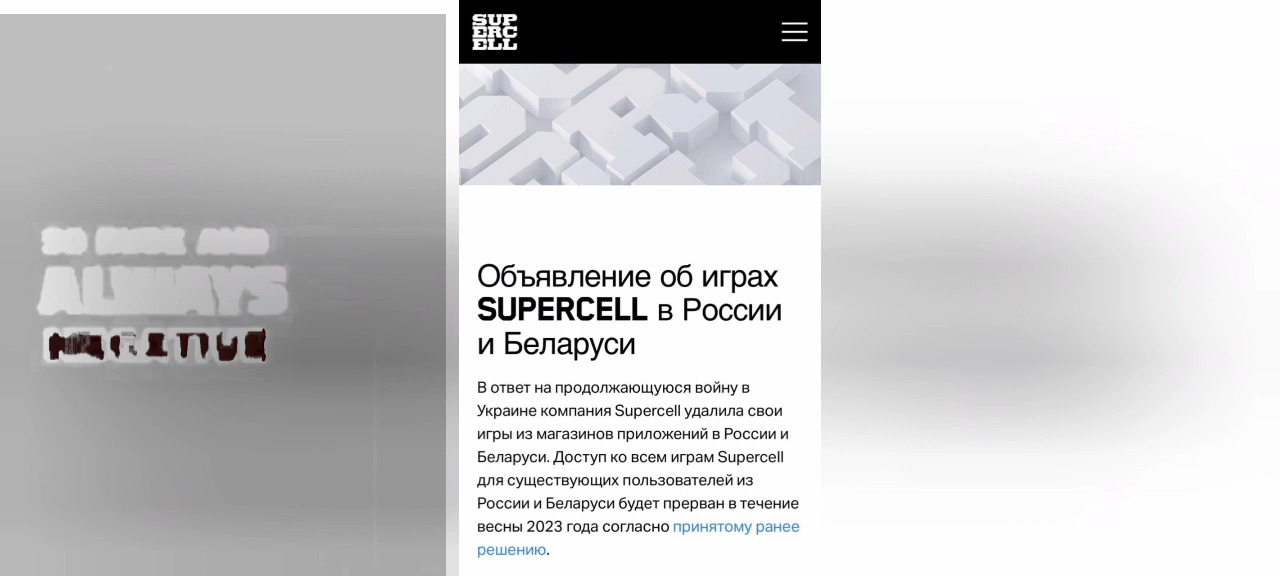 SUP
ERC
ELL
ALWAYS
Объявление об играх
SUPERCELL в России
и Беларуси
В ответ на продолжающуюся войну в
Украине компания Supercell удалила свои
игры из магазинов приложений в России и
Беларуси. Доступ ко всем играм Supercell
для существующих пользователей из
России и Беларуси будет прерван в течение
весны 2023 года согласно принятому ранее
решению.